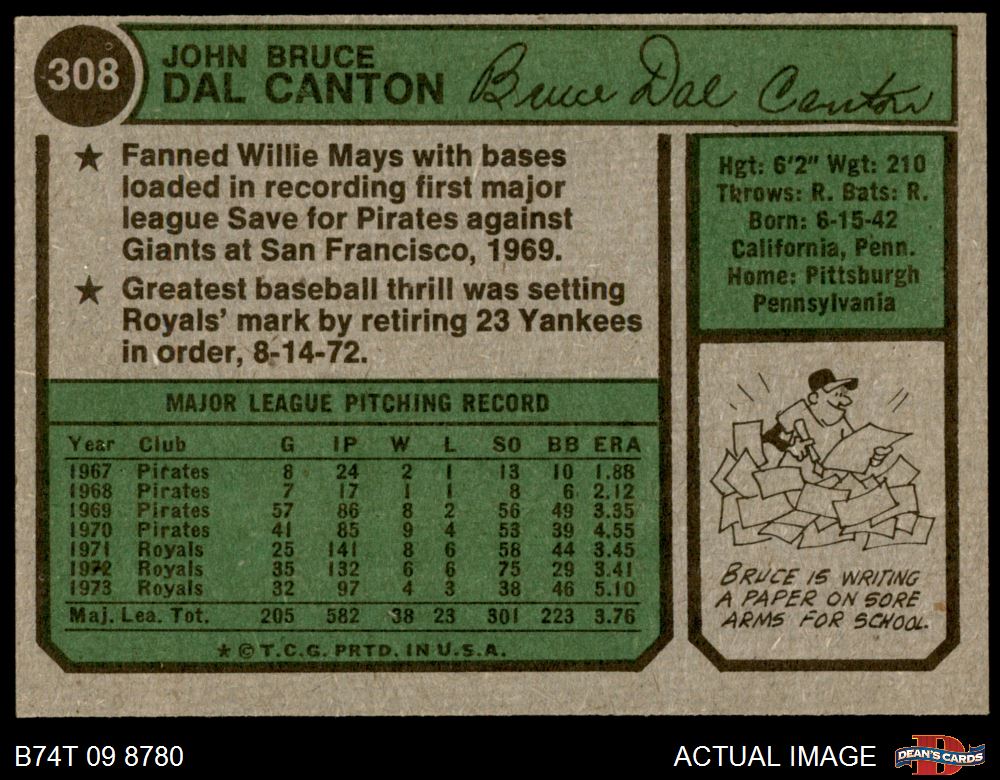 308
JOHN BRUCE
DAL CANTON
Bruce Dal Canton
★ Fanned Willie Mays with bases
loaded in recording first major
league Save for Pirates against
Giants at San Francisco, 1969.
★ Greatest baseball thrill was setting
Royals' mark by retiring 23 Yankees
in order, 8-14-72.
MAJOR LEAGUE PITCHING RECORD
Year Club G IP W L SO BB ERA
1967 Pirates 8 24 2 1 13 10 1.88
1968 Pirates 7 17 1 1 8 6 2.12
1969 Pirates 57 86 8 2 56 49 3.35
1970 Pirates 41 85 9 4 53 39 4.55
1971 Royals 25 141 8 6 58 44 3.45
1972 Royals 35 132 6 6 75 29 3.41
1973 Royals 32 97 4 3 38 46 5.10
Maj. Lea. Tot. 205 582 38 23 301 223 3.76
★ © T.C.G. PRTD. IN U.S.A.
Hgt: 6'2" Wgt: 210
Throws: R. Bats: R.
Born: 6-15-42
California, Penn.
Home: Pittsburgh
Pennsylvania
BRUCE IS WRITING
A PAPER ON SORE
ARMS FOR SCHOOL.
B74T 09 8780
ACTUAL IMAGE
D
DEAN'S CARDS